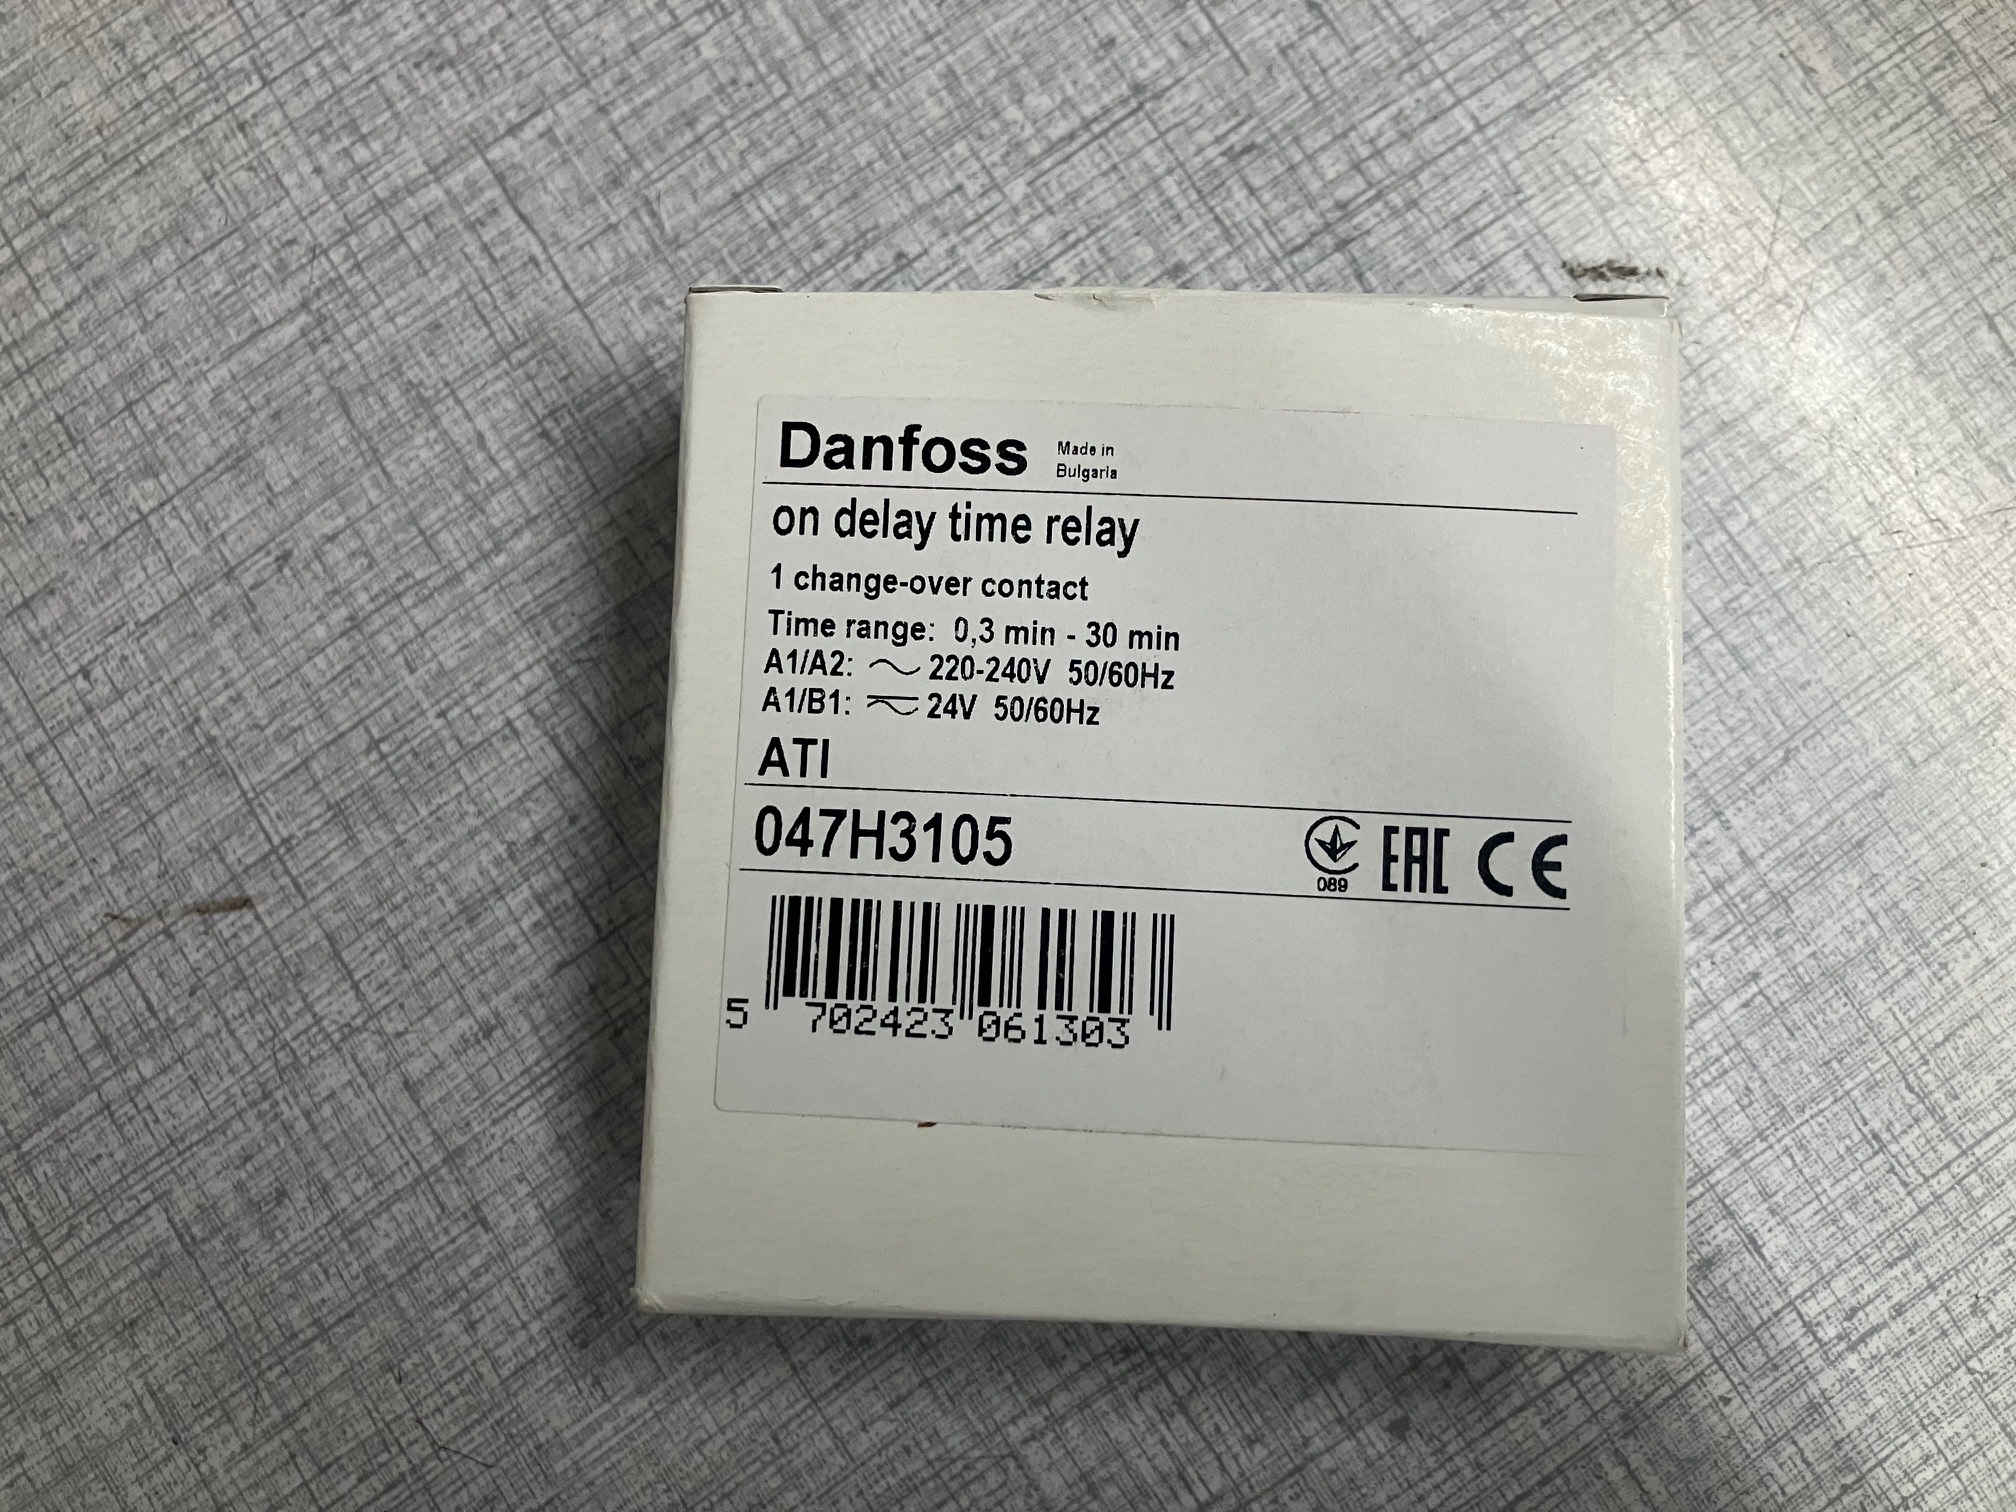 Danfoss
Made in
Bulgaria
on delay time relay
1 change-over contact
Time range: 0,3 min - 30 min
A1/A2: ~ 220-240V 50/60Hz
A1/B1: ⏦ 24V 50/60Hz
ATI
047H3105
089
EAC CE
5 702423 061303